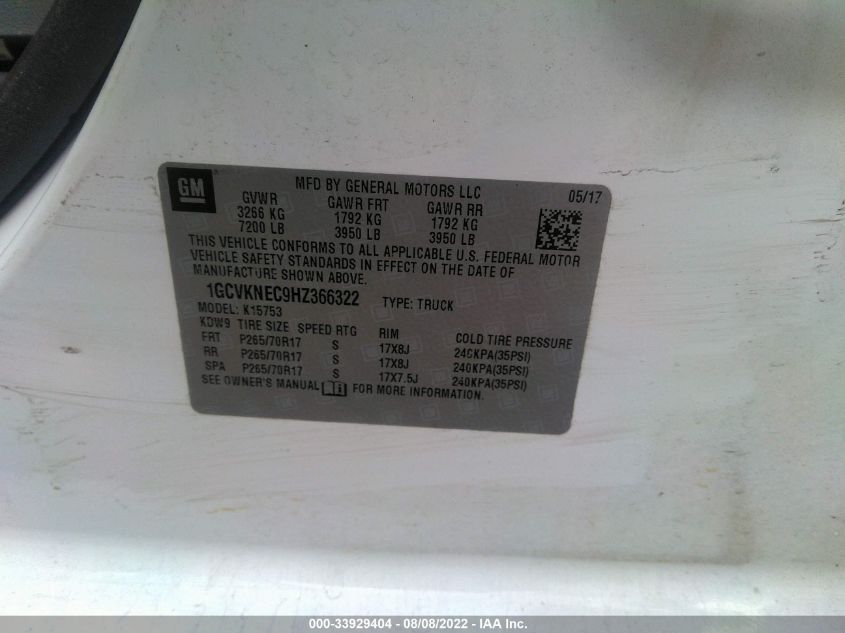 GM
MFD BY GENERAL MOTORS LLC 05/17
GVWR GAWR FRT GAWR RR
3266 KG 1792 KG 1792 KG
7200 LB 3950 LB 3950 LB
THIS VEHICLE CONFORMS TO ALL APPLICABLE U.S. FEDERAL MOTOR
VEHICLE SAFETY STANDARDS IN EFFECT ON THE DATE OF
MANUFACTURE SHOWN ABOVE.
1GCVKNEC9HZ366322 TYPE: TRUCK
MODEL: K15753
KDW9 TIRE SIZE SPEED RTG RIM COLD TIRE PRESSURE
FRT P265/70R17 S 17X8J 240KPA(35PSI)
RR P265/70R17 S 17X8J 240KPA(35PSI)
SPA P265/70R17 S 17X7.5J 240KPA(35PSI)
SEE OWNER'S MANUAL FOR MORE INFORMATION.
000-33929404 - 08/08/2022 - IAA Inc.